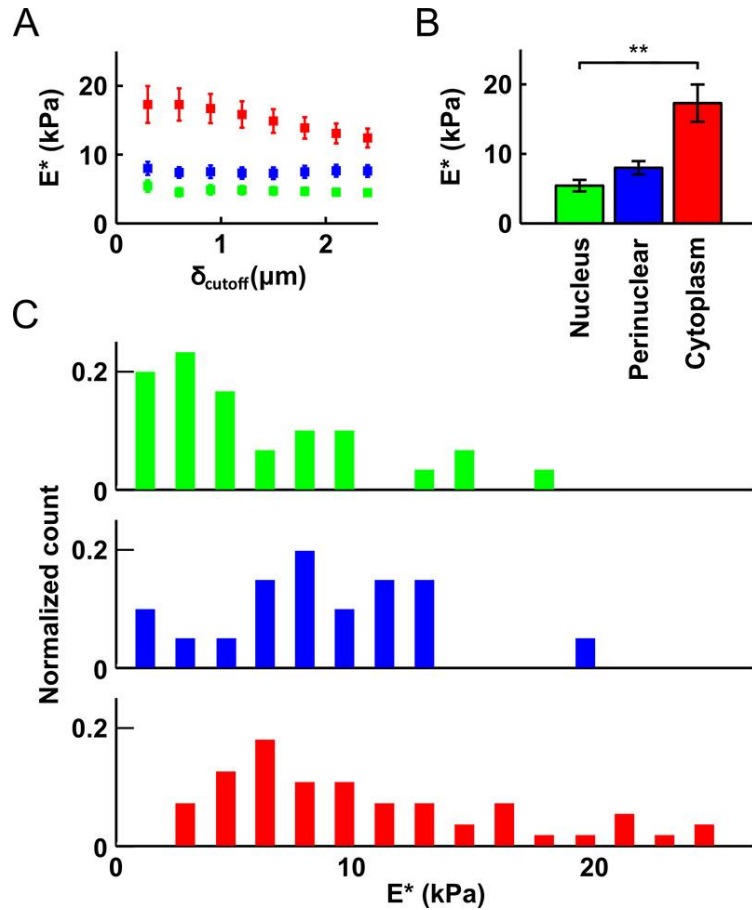 A
E* (kPa)
20
10
0
0
1
2
δcutoff(μm)
B
**
E* (kPa)
20
10
0
Nucleus
Perinuclear
Cytoplasm
C
Normalized count
0.2
0
0.2
0
0.2
0
0
10
20
E* (kPa)